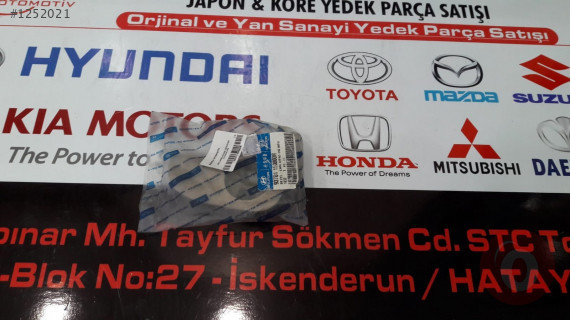 #1252021
OTOMOTİV
JAPON & KORE YEDEK PARÇA SATIŞI
Orjinal ve Yan Sanayi Yedek Parça Satışı
HYUNDAI
TOYOTA
mazda
SUZU
KIA MOTORS
The Power to
HONDA
The Power of Dreams
MITSUBISHI
DAE
pınar Mh. Tayfur Sökmen Cd. STC To
-Blok No:27 - İskenderun / HATAY